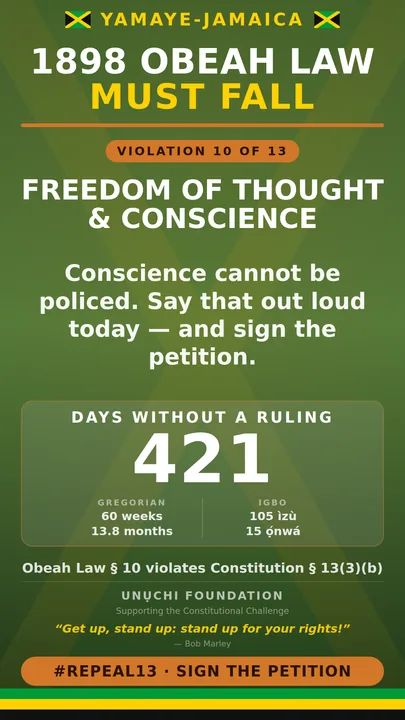 YAMAYE-JAMAICA
1898 OBEAH LAW
MUST FALL
VIOLATION 10 OF 13
FREEDOM OF THOUGHT
& CONSCIENCE
Conscience cannot be
policed. Say that out loud
today — and sign the
petition.
DAYS WITHOUT A RULING
421
GREGORIAN
60 weeks
13.8 months
IGBO
105 ìzù
15 ọ́nwá
Obeah Law § 10 violates Constitution § 13(3)(b)
UNỤCHI FOUNDATION
Supporting the Constitutional Challenge
“Get up, stand up: stand up for your rights!”
— Bob Marley
#REPEAL13 · SIGN THE PETITION